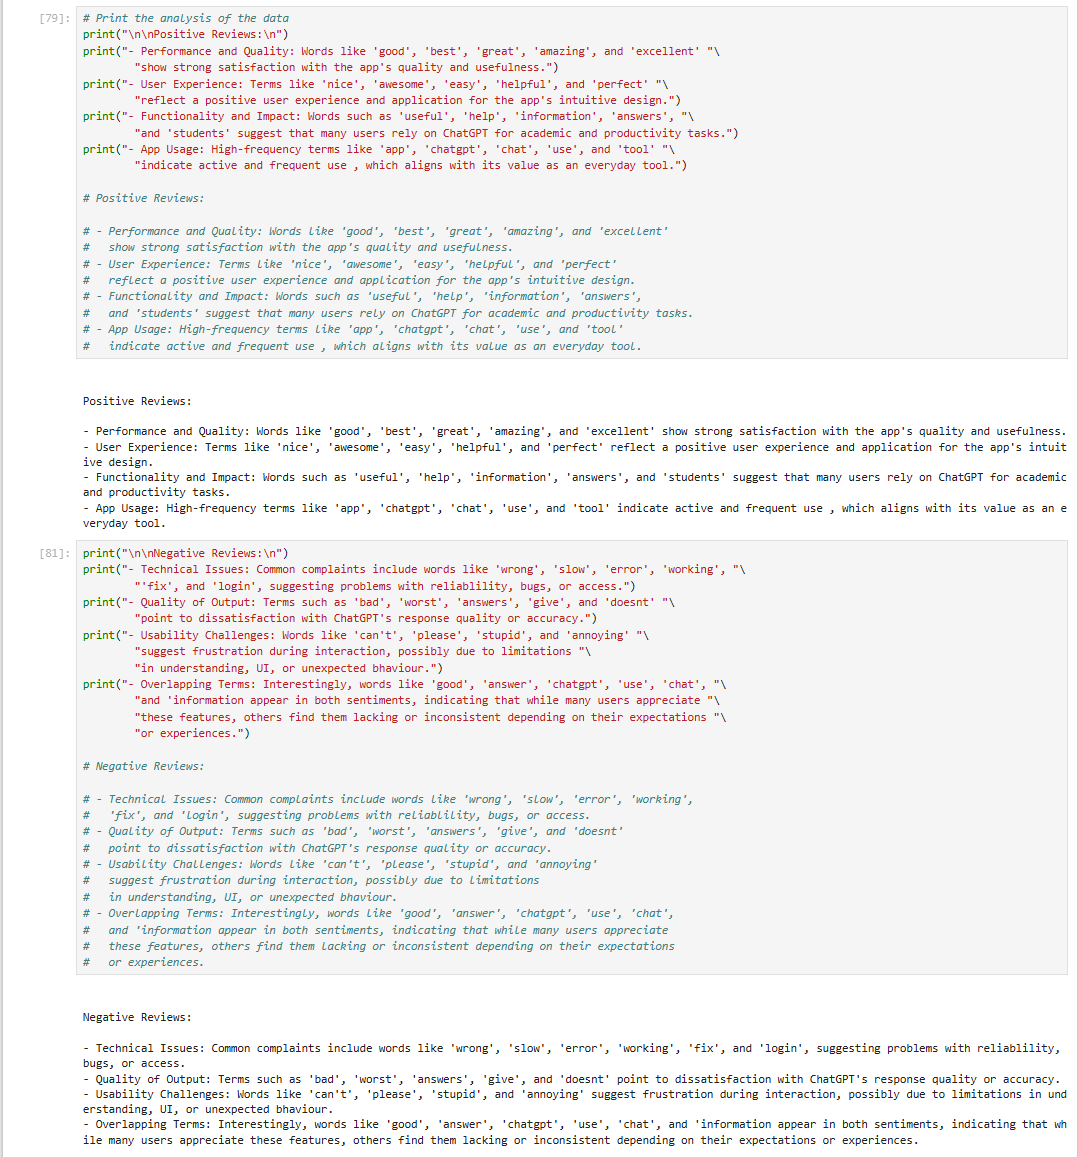 [79]: # Print the analysis of the data
print("\n\nPositive Reviews:\n")
print("- Performance and Quality: Words like 'good', 'best', 'great', 'amazing', and 'excellent' "\
"show strong satisfaction with the app's quality and usefulness.")
print("- User Experience: Terms like 'nice', 'awesome', 'easy', 'helpful', and 'perfect' "\
"reflect a positive user experience and application for the app's intuitive design.")
print("- Functionality and Impact: Words such as 'useful', 'help', 'information', 'answers', "\
"and 'students' suggest that many users rely on ChatGPT for academic and productivity tasks.")
print("- App Usage: High-frequency terms like 'app', 'chatgpt', 'chat', 'use', and 'tool' "\
"indicate active and frequent use , which aligns with its value as an everyday tool.")
# Positive Reviews:
# - Performance and Quality: Words like 'good', 'best', 'great', 'amazing', and 'excellent'
# show strong satisfaction with the app's quality and usefulness.
# - User Experience: Terms like 'nice', 'awesome', 'easy', 'helpful', and 'perfect'
# reflect a positive user experience and application for the app's intuitive design.
# - Functionality and Impact: Words such as 'useful', 'help', 'information', 'answers',
# and 'students' suggest that many users rely on ChatGPT for academic and productivity tasks.
# - App Usage: High-frequency terms like 'app', 'chatgpt', 'chat', 'use', and 'tool'
# indicate active and frequent use , which aligns with its value as an everyday tool.
Positive Reviews:
- Performance and Quality: Words like 'good', 'best', 'great', 'amazing', and 'excellent' show strong satisfaction with the app's quality and usefulness.
- User Experience: Terms like 'nice', 'awesome', 'easy', 'helpful', and 'perfect' reflect a positive user experience and application for the app's intuit
ive design.
- Functionality and Impact: Words such as 'useful', 'help', 'information', 'answers', and 'students' suggest that many users rely on ChatGPT for academic
and productivity tasks.
- App Usage: High-frequency terms like 'app', 'chatgpt', 'chat', 'use', and 'tool' indicate active and frequent use , which aligns with its value as an e
veryday tool.
[81]: print("\n\nNegative Reviews:\n")
print("- Technical Issues: Common complaints include words like 'wrong', 'slow', 'error', 'working', "\
"'fix', and 'login', suggesting problems with reliablility, bugs, or access.")
print("- Quality of Output: Terms such as 'bad', 'worst', 'answers', 'give', and 'doesnt' "\
"point to dissatisfaction with ChatGPT's response quality or accuracy.")
print("- Usability Challenges: Words like 'can't', 'please', 'stupid', and 'annoying' "\
"suggest frustration during interaction, possibly due to limitations "\
"in understanding, UI, or unexpected bhaviour.")
print("- Overlapping Terms: Interestingly, words like 'good', 'answer', 'chatgpt', 'use', 'chat', "\
"and 'information appear in both sentiments, indicating that while many users appreciate "\
"these features, others find them lacking or inconsistent depending on their expectations "\
"or experiences.")
# Negative Reviews:
# - Technical Issues: Common complaints include words like 'wrong', 'slow', 'error', 'working',
# 'fix', and 'login', suggesting problems with reliablility, bugs, or access.
# - Quality of Output: Terms such as 'bad', 'worst', 'answers', 'give', and 'doesnt'
# point to dissatisfaction with ChatGPT's response quality or accuracy.
# - Usability Challenges: Words like 'can't', 'please', 'stupid', and 'annoying'
# suggest frustration during interaction, possibly due to limitations
# in understanding, UI, or unexpected bhaviour.
# - Overlapping Terms: Interestingly, words like 'good', 'answer', 'chatgpt', 'use', 'chat',
# and 'information appear in both sentiments, indicating that while many users appreciate
# these features, others find them lacking or inconsistent depending on their expectations
# or experiences.
Negative Reviews:
- Technical Issues: Common complaints include words like 'wrong', 'slow', 'error', 'working', 'fix', and 'login', suggesting problems with reliablility,
bugs, or access.
- Quality of Output: Terms such as 'bad', 'worst', 'answers', 'give', and 'doesnt' point to dissatisfaction with ChatGPT's response quality or accuracy.
- Usability Challenges: Words like 'can't', 'please', 'stupid', and 'annoying' suggest frustration during interaction, possibly due to limitations in und
erstanding, UI, or unexpected bhaviour.
- Overlapping Terms: Interestingly, words like 'good', 'answer', 'chatgpt', 'use', 'chat', and 'information appear in both sentiments, indicating that wh
ile many users appreciate these features, others find them lacking or inconsistent depending on their expectations or experiences.